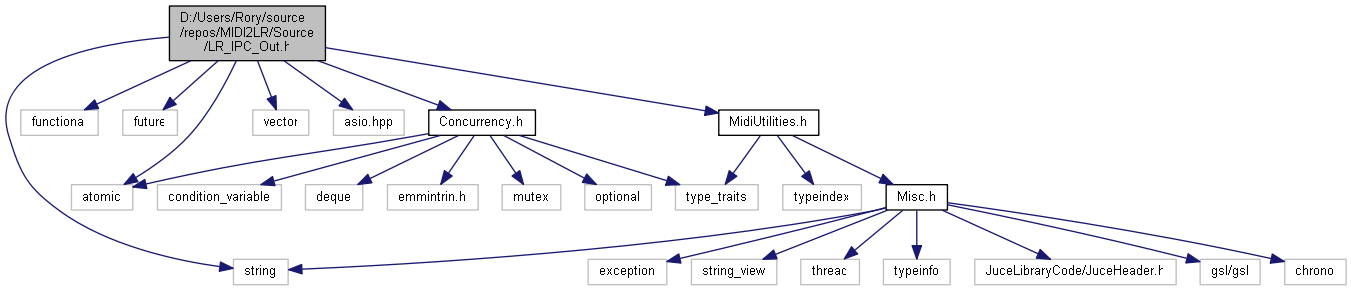 D:/Users/Rory/source
/repos/MIDI2LR/Source
/LR_IPC_Out.h
functional
future
vector
asio.hpp
Concurrency.h
MidiUtilities.h
atomic
condition_variable
deque
emmintrin.h
mutex
optional
type_traits
typeindex
Misc.h
string
exception
string_view
thread
typeinfo
JuceLibraryCode/JuceHeader.h
gsl/gsl
chrono